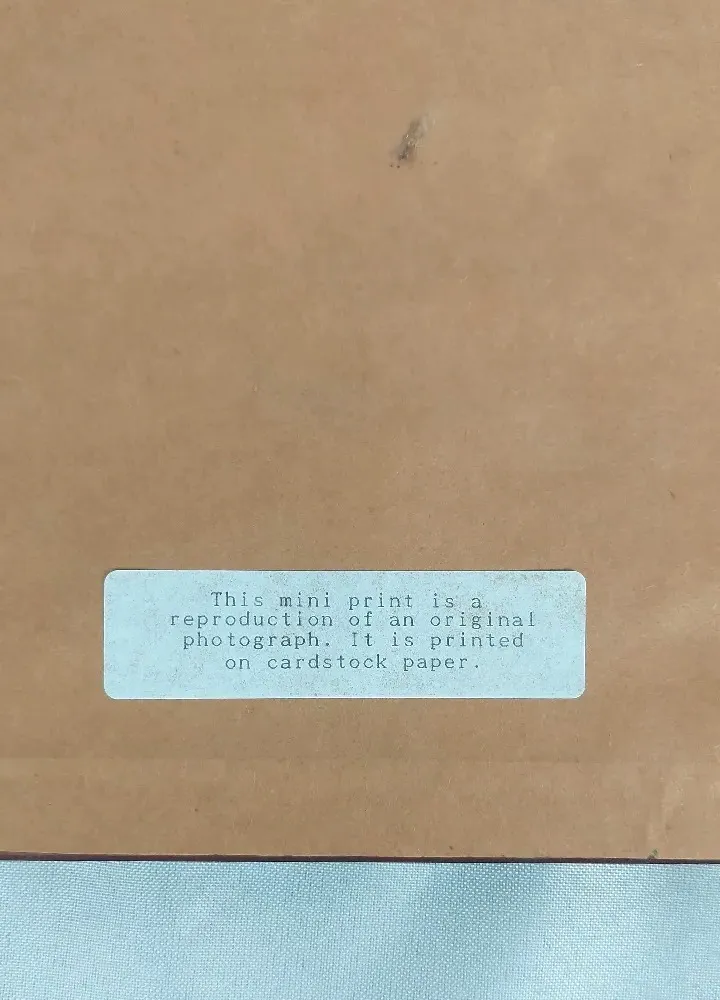 This mini print is a
reproduction of an original
photograph. It is printed
on cardstock paper.